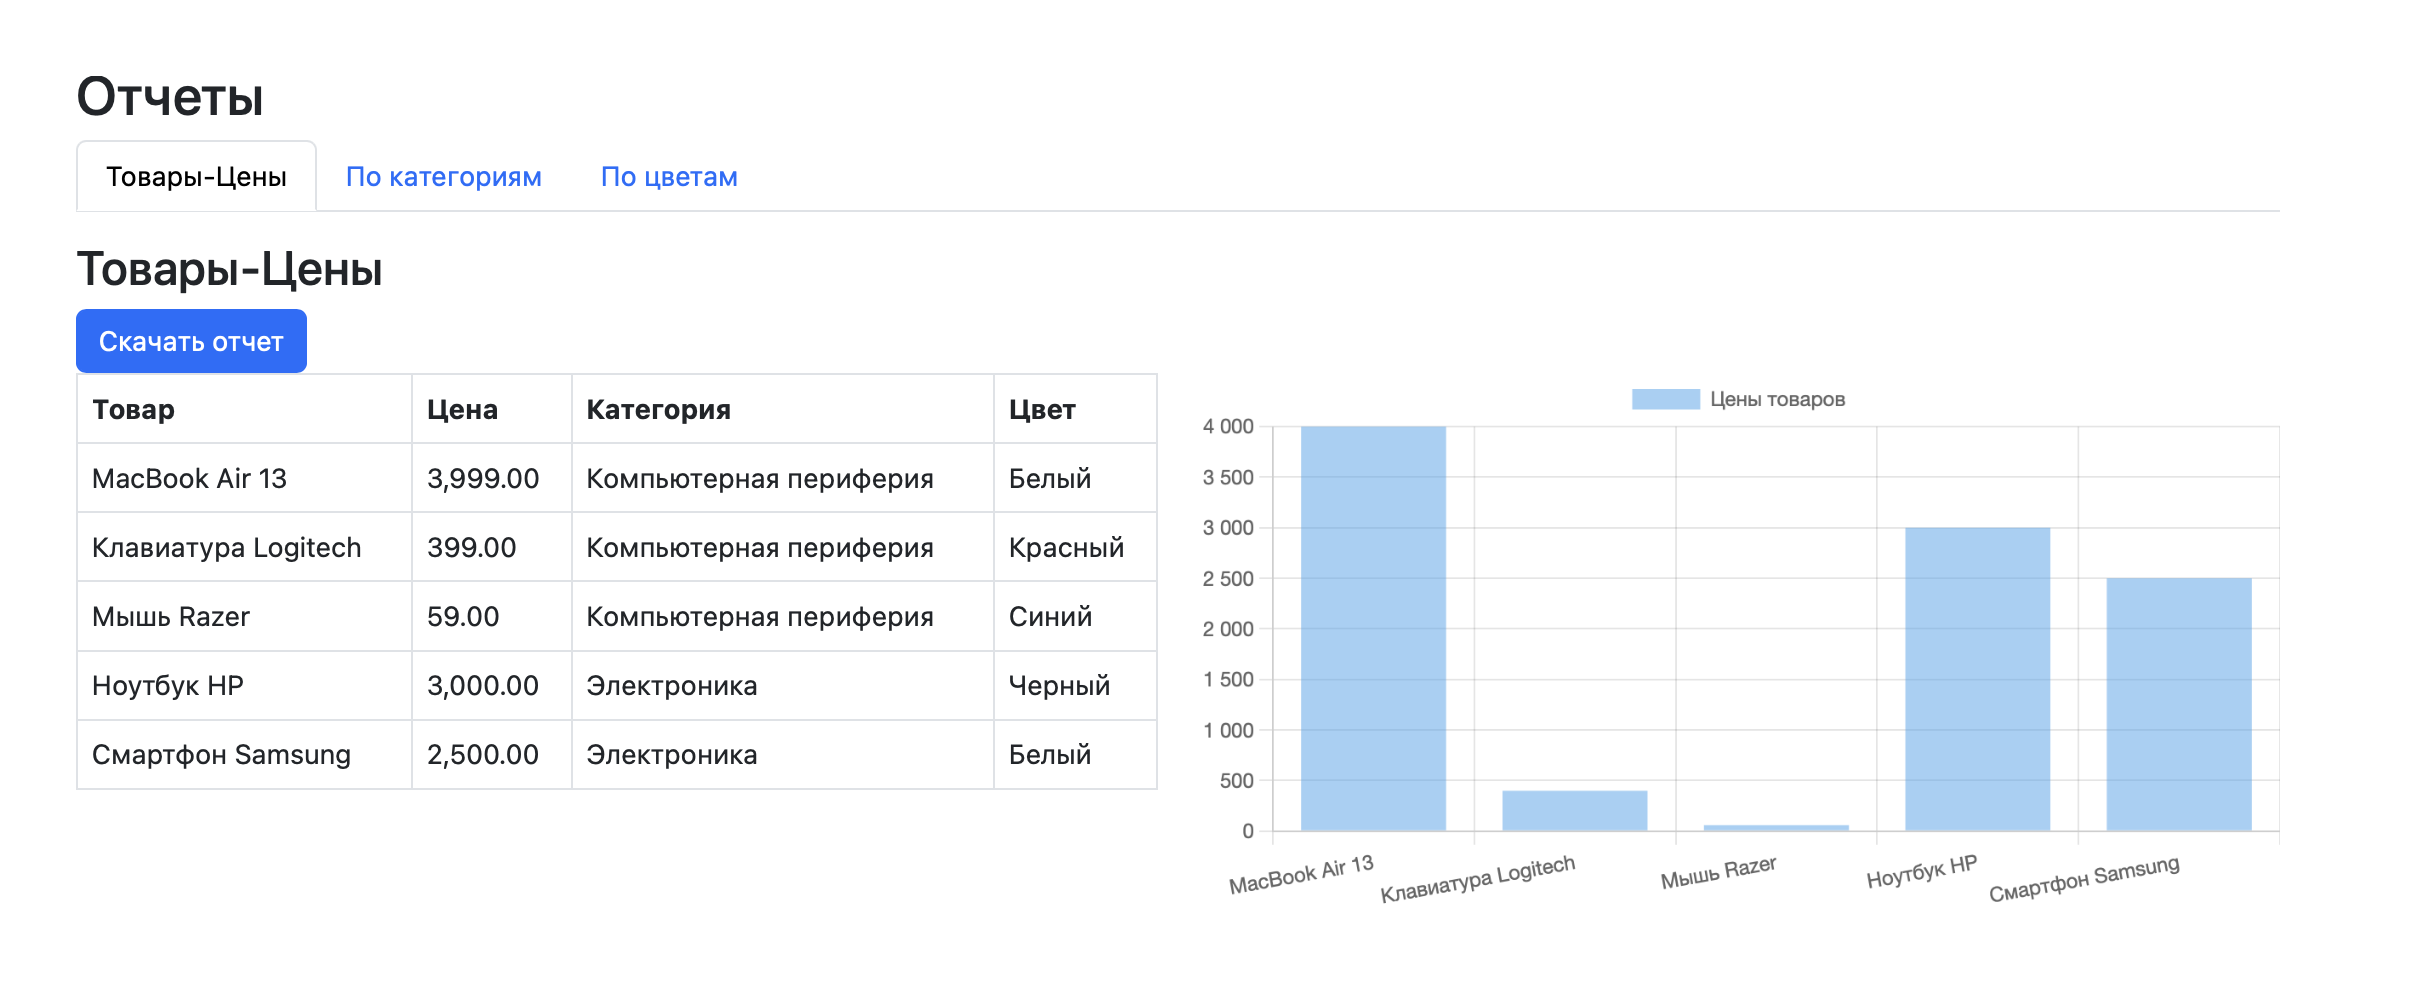 Отчеты
Товары-Цены По категориям По цветам
Товары-Цены
Скачать отчет
Товар Цена Категория Цвет
MacBook Air 13 3,999.00 Компьютерная периферия Белый
Клавиатура Logitech 399.00 Компьютерная периферия Красный
Мышь Razer 59.00 Компьютерная периферия Синий
Ноутбук HP 3,000.00 Электроника Черный
Смартфон Samsung 2,500.00 Электроника Белый
Цены товаров
4 000
3 500
3 000
2 500
2 000
1 500
1 000
500
0
MacBook Air 13 Клавиатура Logitech Мышь Razer Ноутбук HP Смартфон Samsung